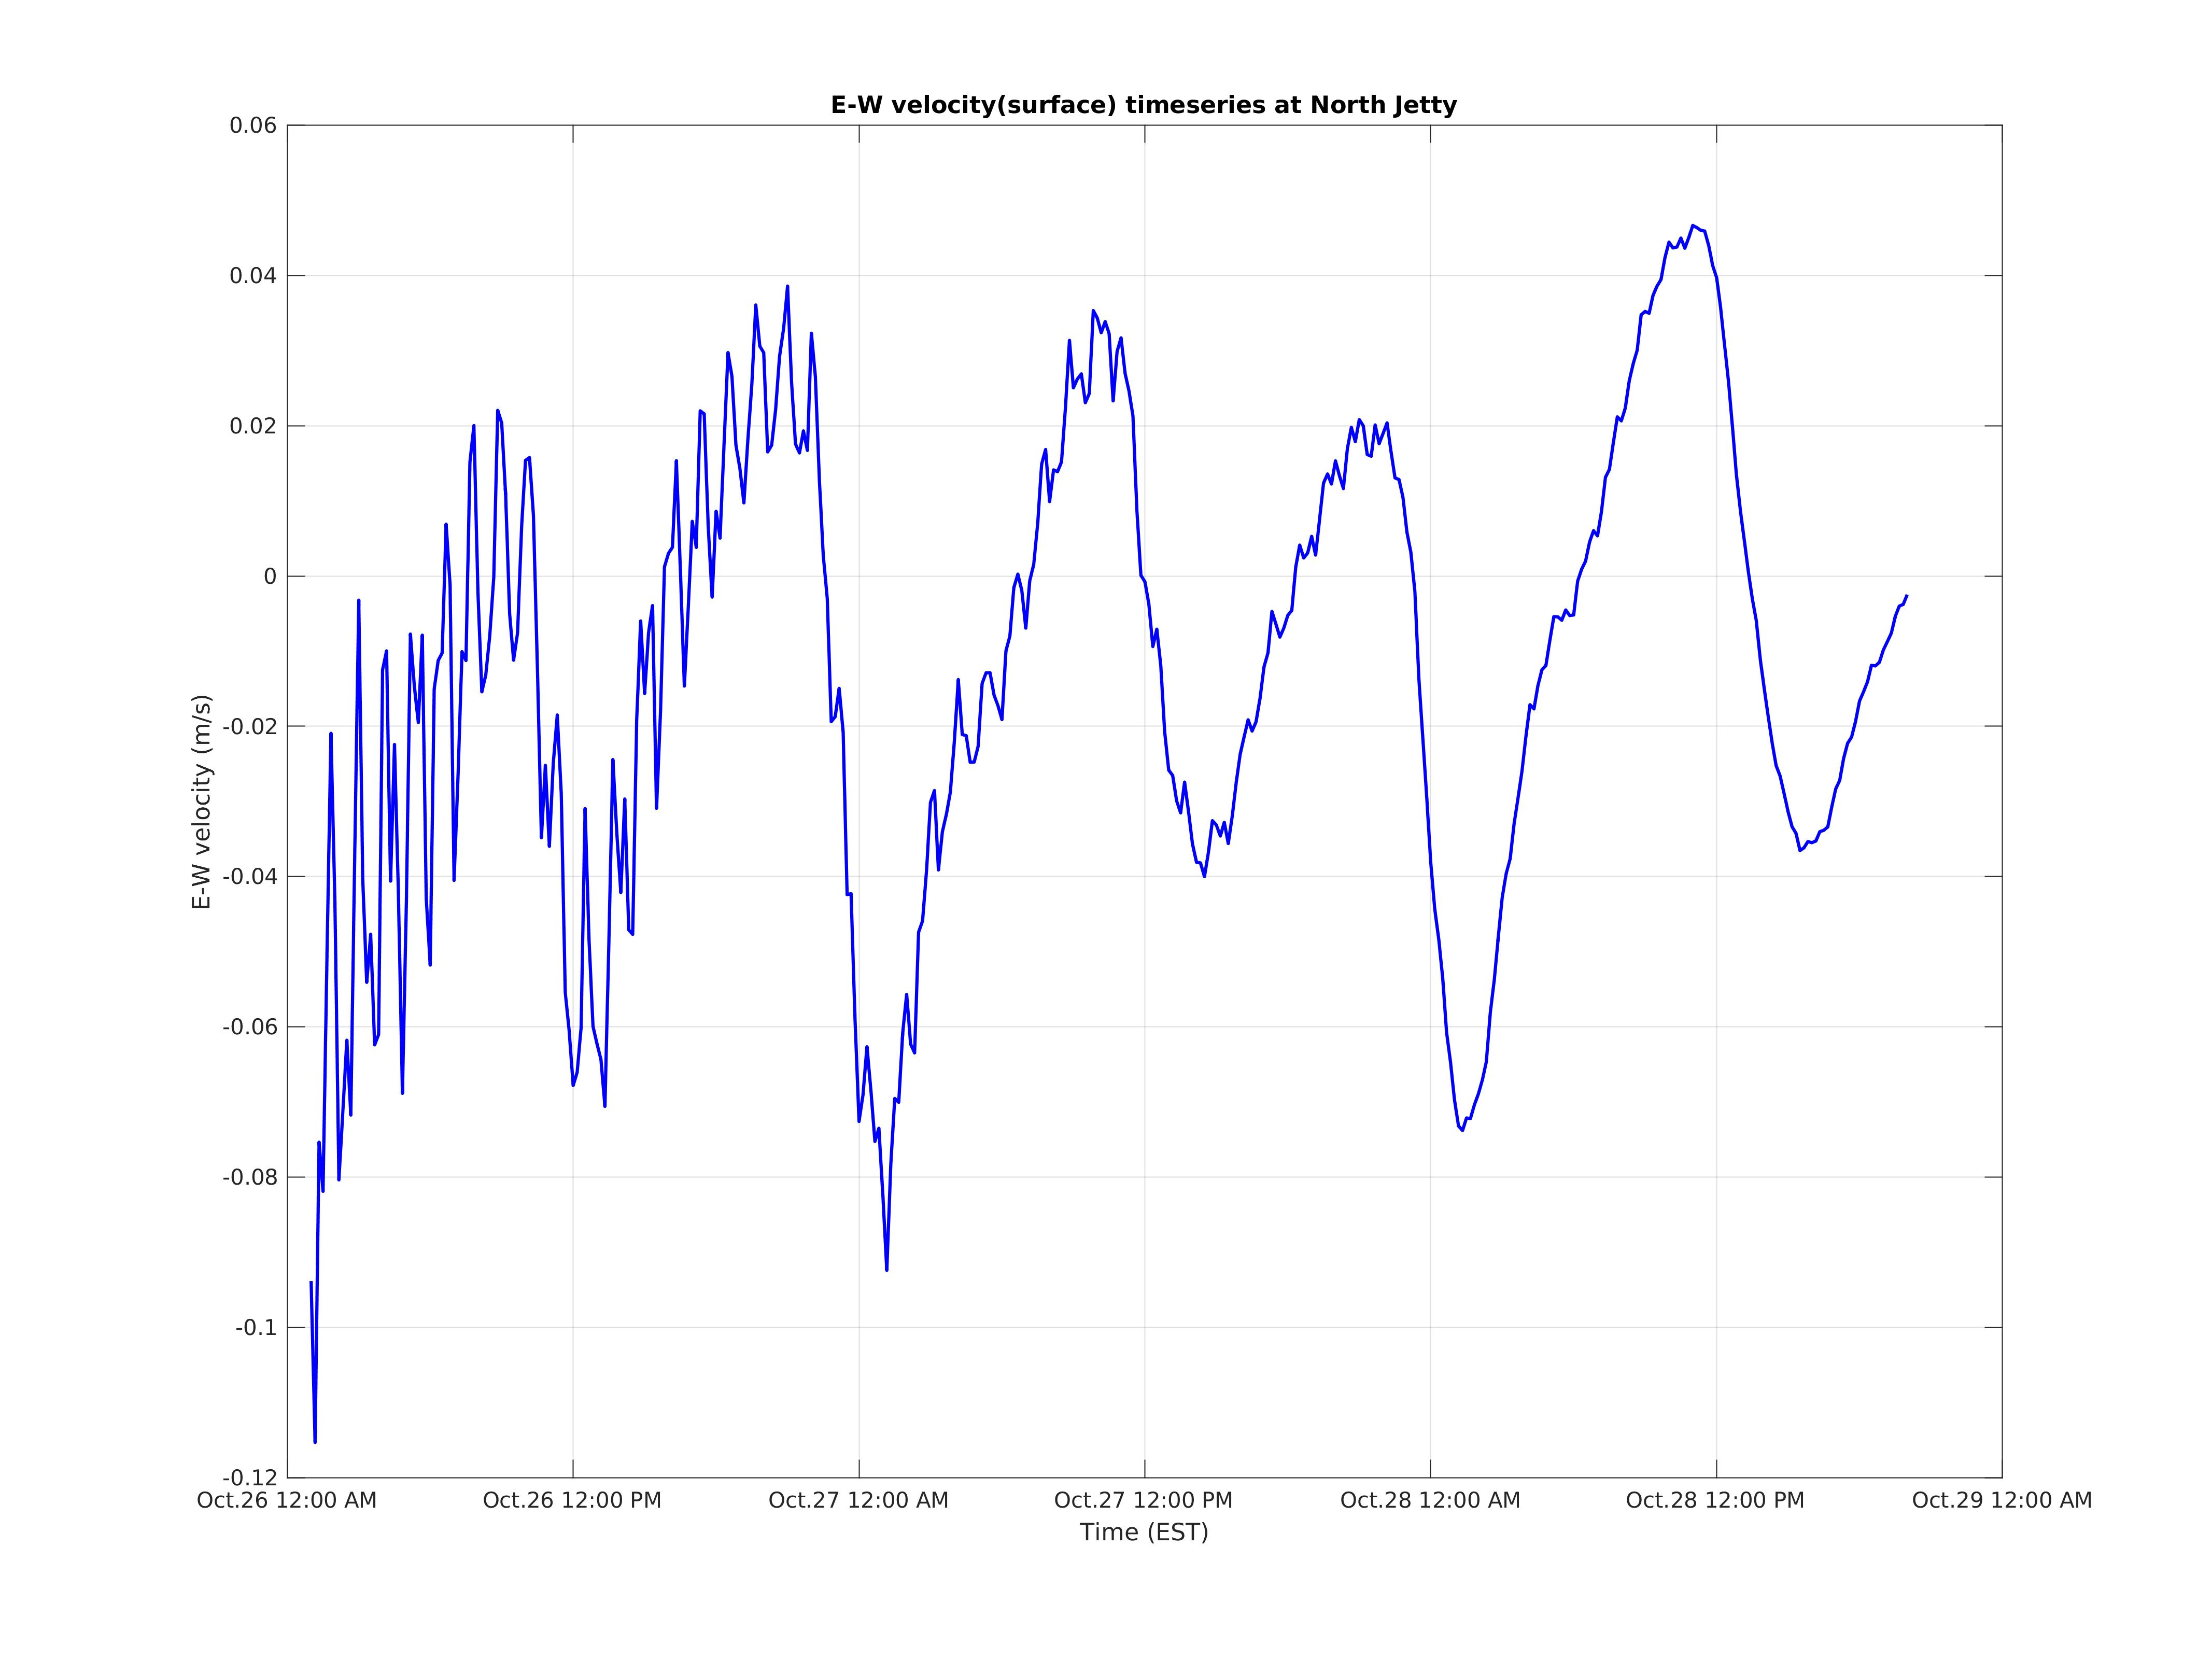 E-W velocity(surface) timeseries at North Jetty
0.06
0.04
0.02
0
-0.02
-0.04
-0.06
-0.08
-0.1
-0.12
E-W velocity (m/s)
Oct.26 12:00 AM
Oct.26 12:00 PM
Oct.27 12:00 AM
Oct.27 12:00 PM
Oct.28 12:00 AM
Oct.28 12:00 PM
Oct.29 12:00 AM
Time (EST)